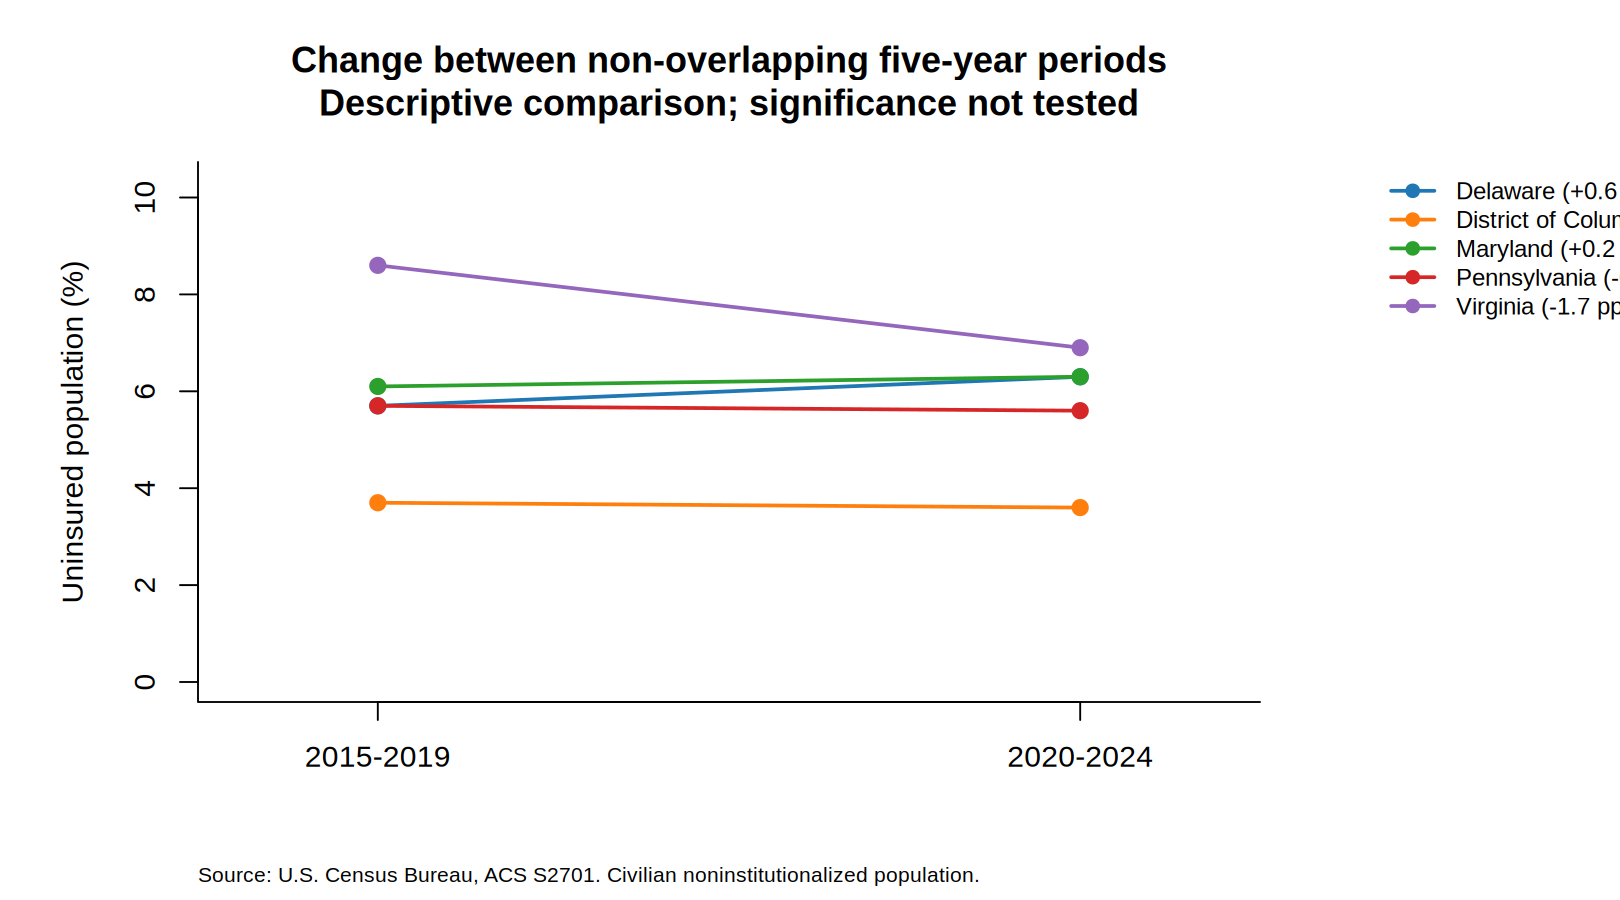 Change between non-overlapping five-year periods
Descriptive comparison; significance not tested
Uninsured population (%)
10
8
6
4
2
0
2015-2019
2020-2024
Delaware (+0.6
District of
Maryland (+0.2
Pennsylvania (-
Virginia (-1.7 pp
Source: U.S. Census Bureau, ACS S2701. Civilian noninstitutionalized population.